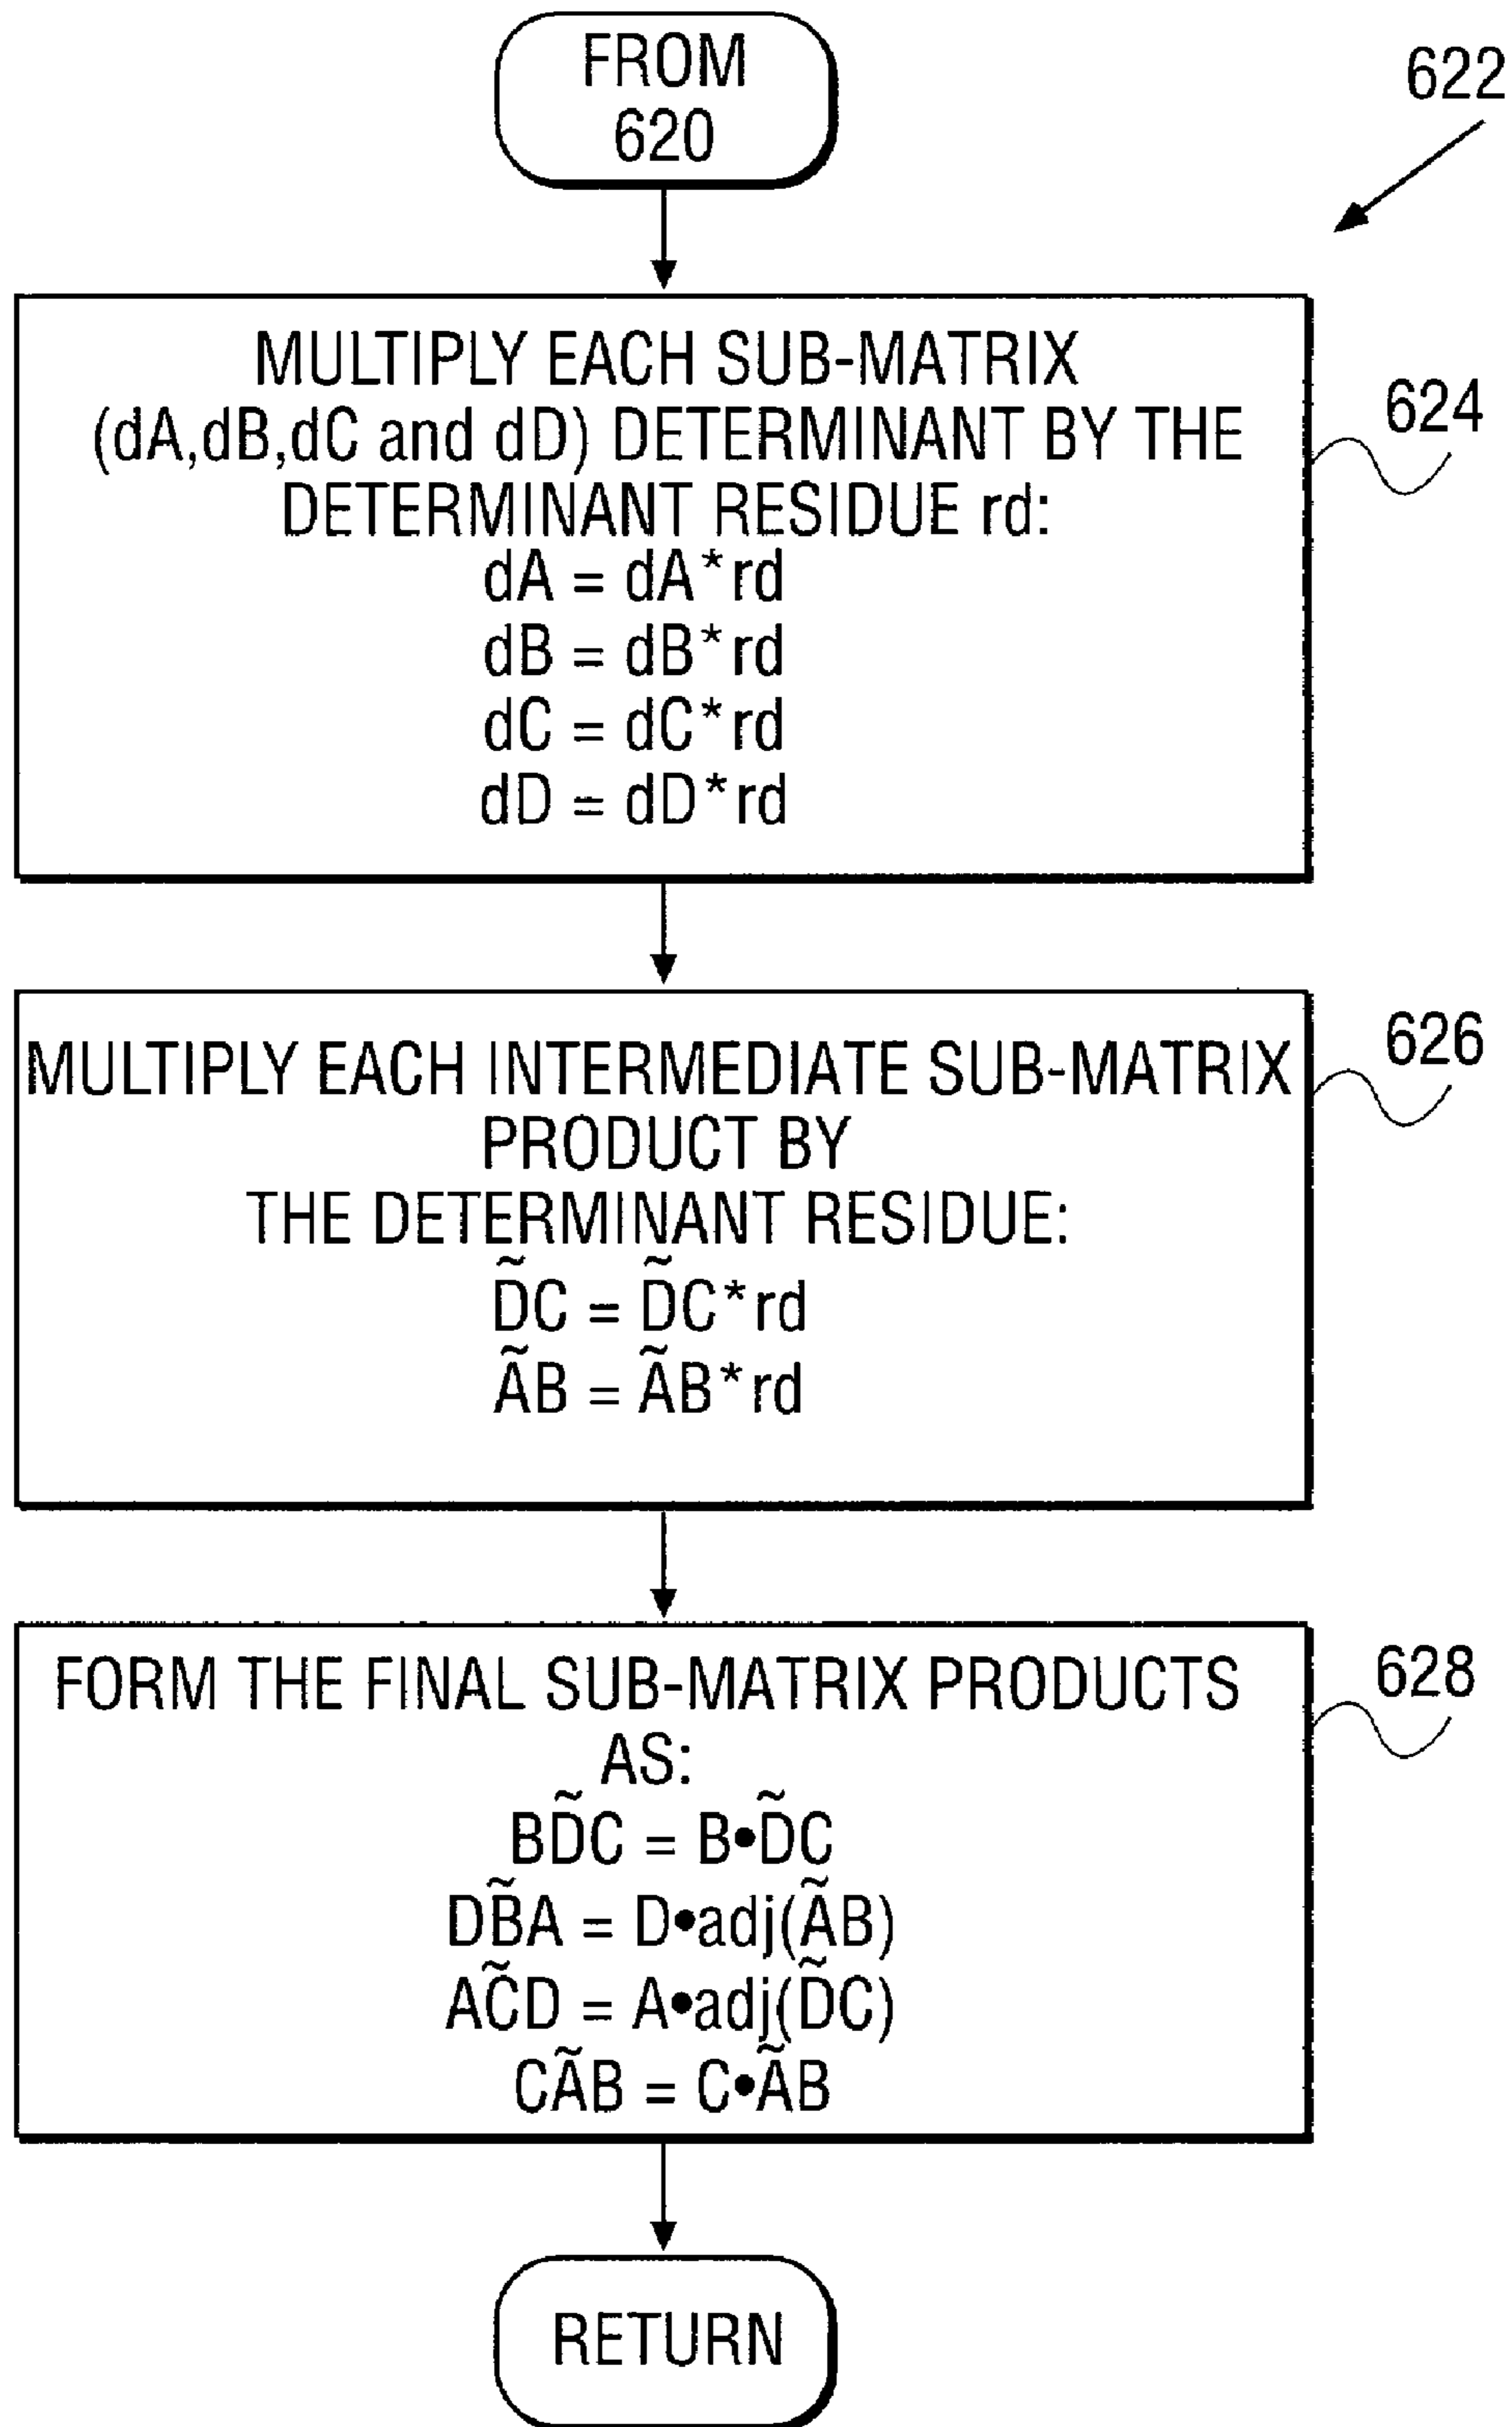 FROM
620
622
MULTIPLY EACH SUB-MATRIX
(dA,dB,dC and dD) DETERMINANT BY THE
DETERMINANT RESIDUE rd:
dA = dA*rd
dB = dB*rd
dC = dC*rd
dD = dD*rd
624
MULTIPLY EACH INTERMEDIATE SUB-MATRIX
PRODUCT BY
THE DETERMINANT RESIDUE:
D̃C = D̃C*rd
ÃB = ÃB*rd
626
FORM THE FINAL SUB-MATRIX PRODUCTS
AS:
BD̃C = B•D̃C
DB̃A = D•adj(ÃB)
AC̃D = A•adj(D̃C)
CÃB = C•ÃB
628
RETURN